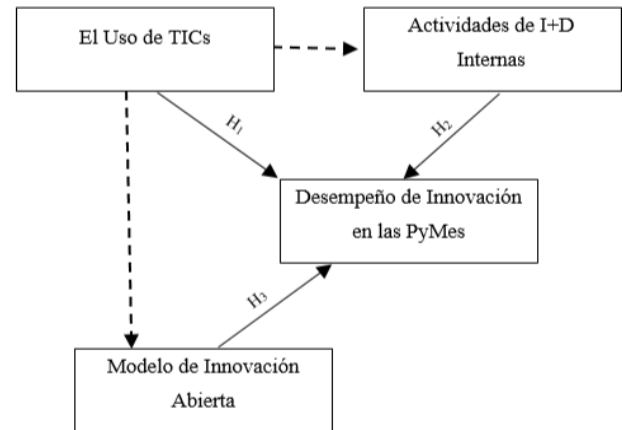 El Uso de TICs
Actividades de I+D
Internas
H₁
H₂
Desempeño de Innovación
en las PyMes
H₃
Modelo de Innovación
Abierta